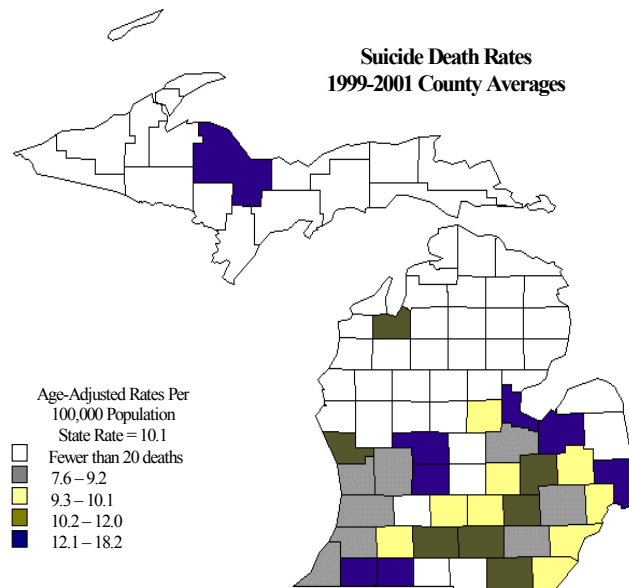 Suicide Death Rates
1999-2001 County Averages
Age-Adjusted Rates Per
100,000 Population
State Rate = 10.1
Fewer than 20 deaths
7.6 – 9.2
9.3 – 10.1
10.2 – 12.0
12.1 – 18.2